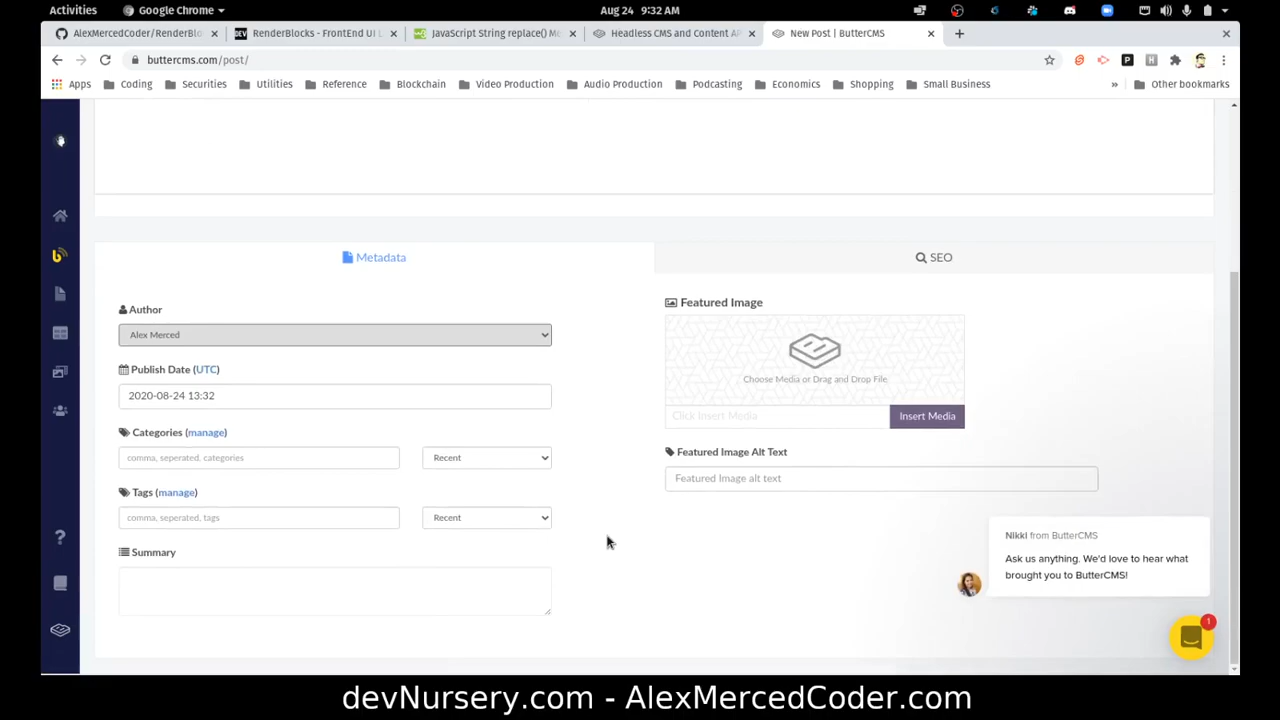 Activities
Google Chrome
Aug 24 9:32 AM
AlexMercedCoder/RenderBlo
RenderBlocks - FrontEnd UI L
JavaScript String replace() Me
Headless CMS and Content AP
New Post | ButterCMS
buttercms.com/post/
Apps
Coding
Securities
Utilities
Reference
Blockchain
Video Production
Audio Production
Podcasting
Economics
Shopping
Small Business
»
Other bookmarks
Metadata
SEO
Author
Alex Merced
Publish Date (UTC)
2020-08-24 13:32
Categories (manage)
comma, seperated, categories
Recent
Tags (manage)
comma, seperated, tags
Recent
Summary
Featured Image
Choose Media or Drag and Drop File
Click Insert Media
Insert Media
Featured Image Alt Text
Featured Image alt text
Nikki from ButterCMS
Ask us anything. We'd love to hear what
brought you to ButterCMS!
1
devNursery.com - AlexMercedCoder.com